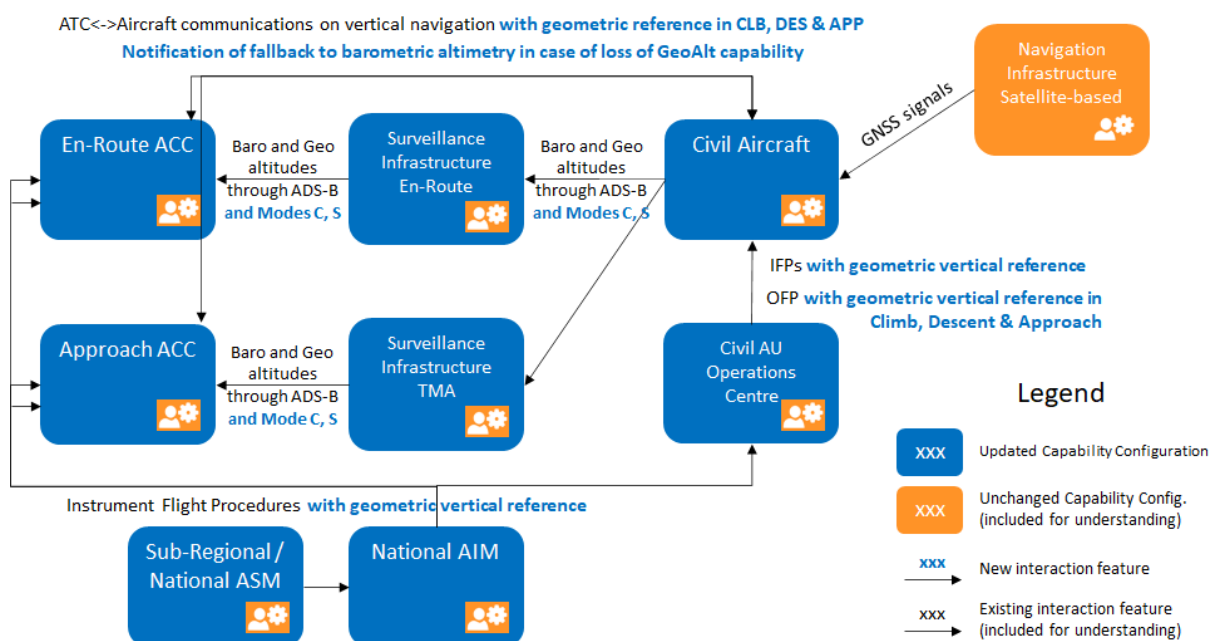 ATC<->Aircraft communications on vertical navigation with geometric reference in CLB, DES & APP
Notification of fallback to barometric altimetry in case of loss of GeoAlt capability
Navigation
Infrastructure
Satellite-based
GNSS signals
En-Route ACC
Baro and Geo
altitudes
through ADS-B
and Modes C, S
Surveillance
Infrastructure
En-Route
Baro and Geo
altitudes
through ADS-B
and Modes C, S
Civil Aircraft
IFPs with geometric vertical reference
OFP with geometric vertical reference in
Climb, Descent & Approach
Approach ACC
Baro and Geo
altitudes
through ADS-B
and Mode C, S
Surveillance
Infrastructure
TMA
Civil AU
Operations
Centre
Instrument Flight Procedures with geometric vertical reference
Sub-Regional /
National ASM
National AIM
Legend
XXX
Updated Capability Configuration
XXX
Unchanged Capability Config.
(included for understanding)
xxx
New interaction feature
xxx
Existing interaction feature
(included for understanding)